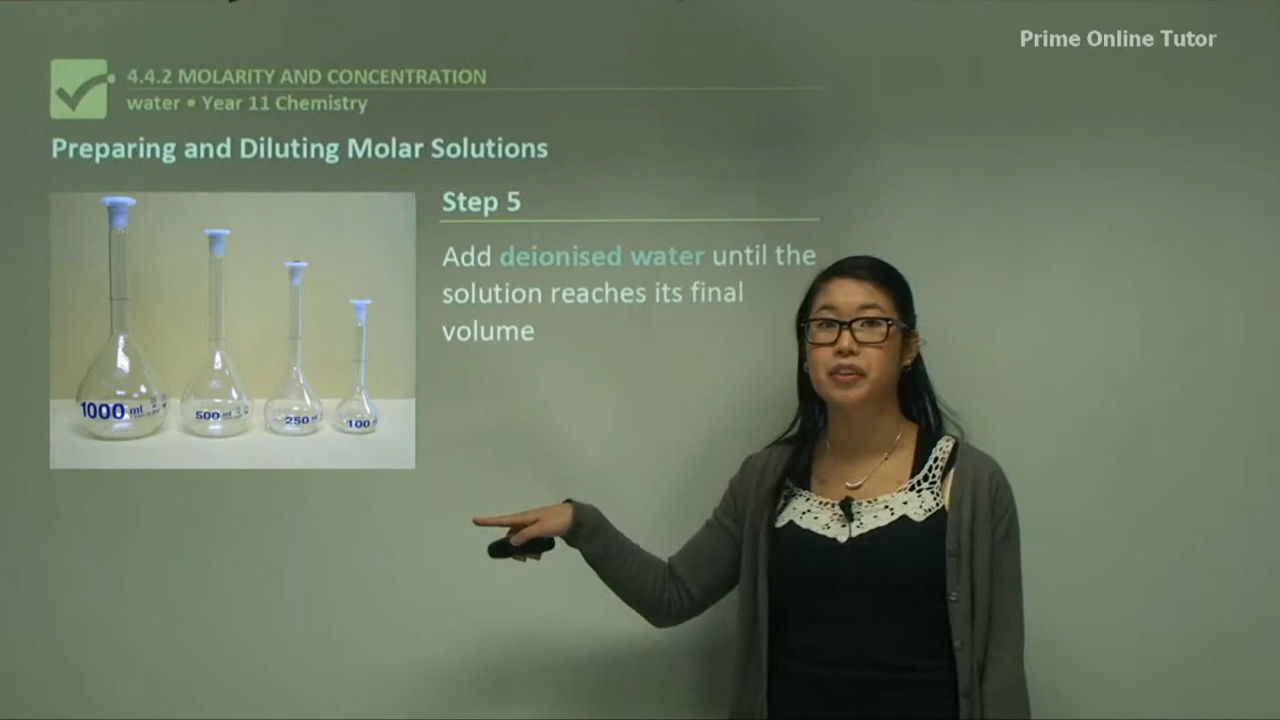 Prime Online Tutor
4.4.2 MOLARITY AND CONCENTRATION
water • Year 11 Chemistry
Preparing and Diluting Molar Solutions
Step 5
Add deionised water until the
solution reaches its final
volume
1000 ml
500 ml
250
100